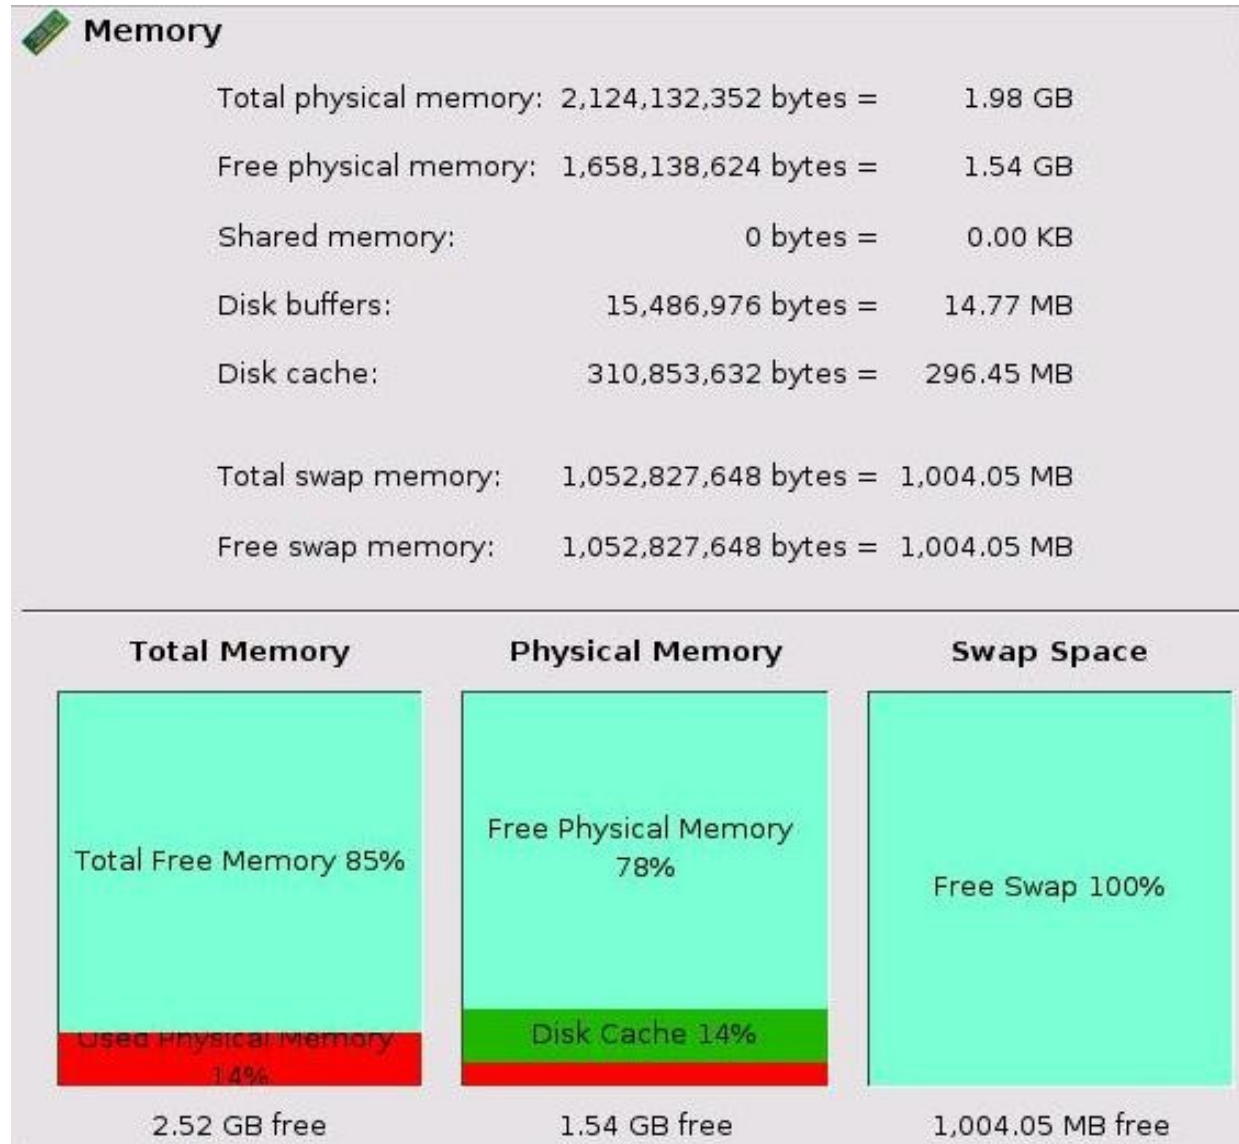 Memory
Total physical memory: 2,124,132,352 bytes = 1.98 GB
Free physical memory: 1,658,138,624 bytes = 1.54 GB
Shared memory: 0 bytes = 0.00 KB
Disk buffers: 15,486,976 bytes = 14.77 MB
Disk cache: 310,853,632 bytes = 296.45 MB
Total swap memory: 1,052,827,648 bytes = 1,004.05 MB
Free swap memory: 1,052,827,648 bytes = 1,004.05 MB
Total Memory Physical Memory Swap Space
Total Free Memory 85%
Used Physical Memory
14%
Free Physical Memory
78%
Disk Cache 14%
Free Swap 100%
2.52 GB free 1.54 GB free 1,004.05 MB free